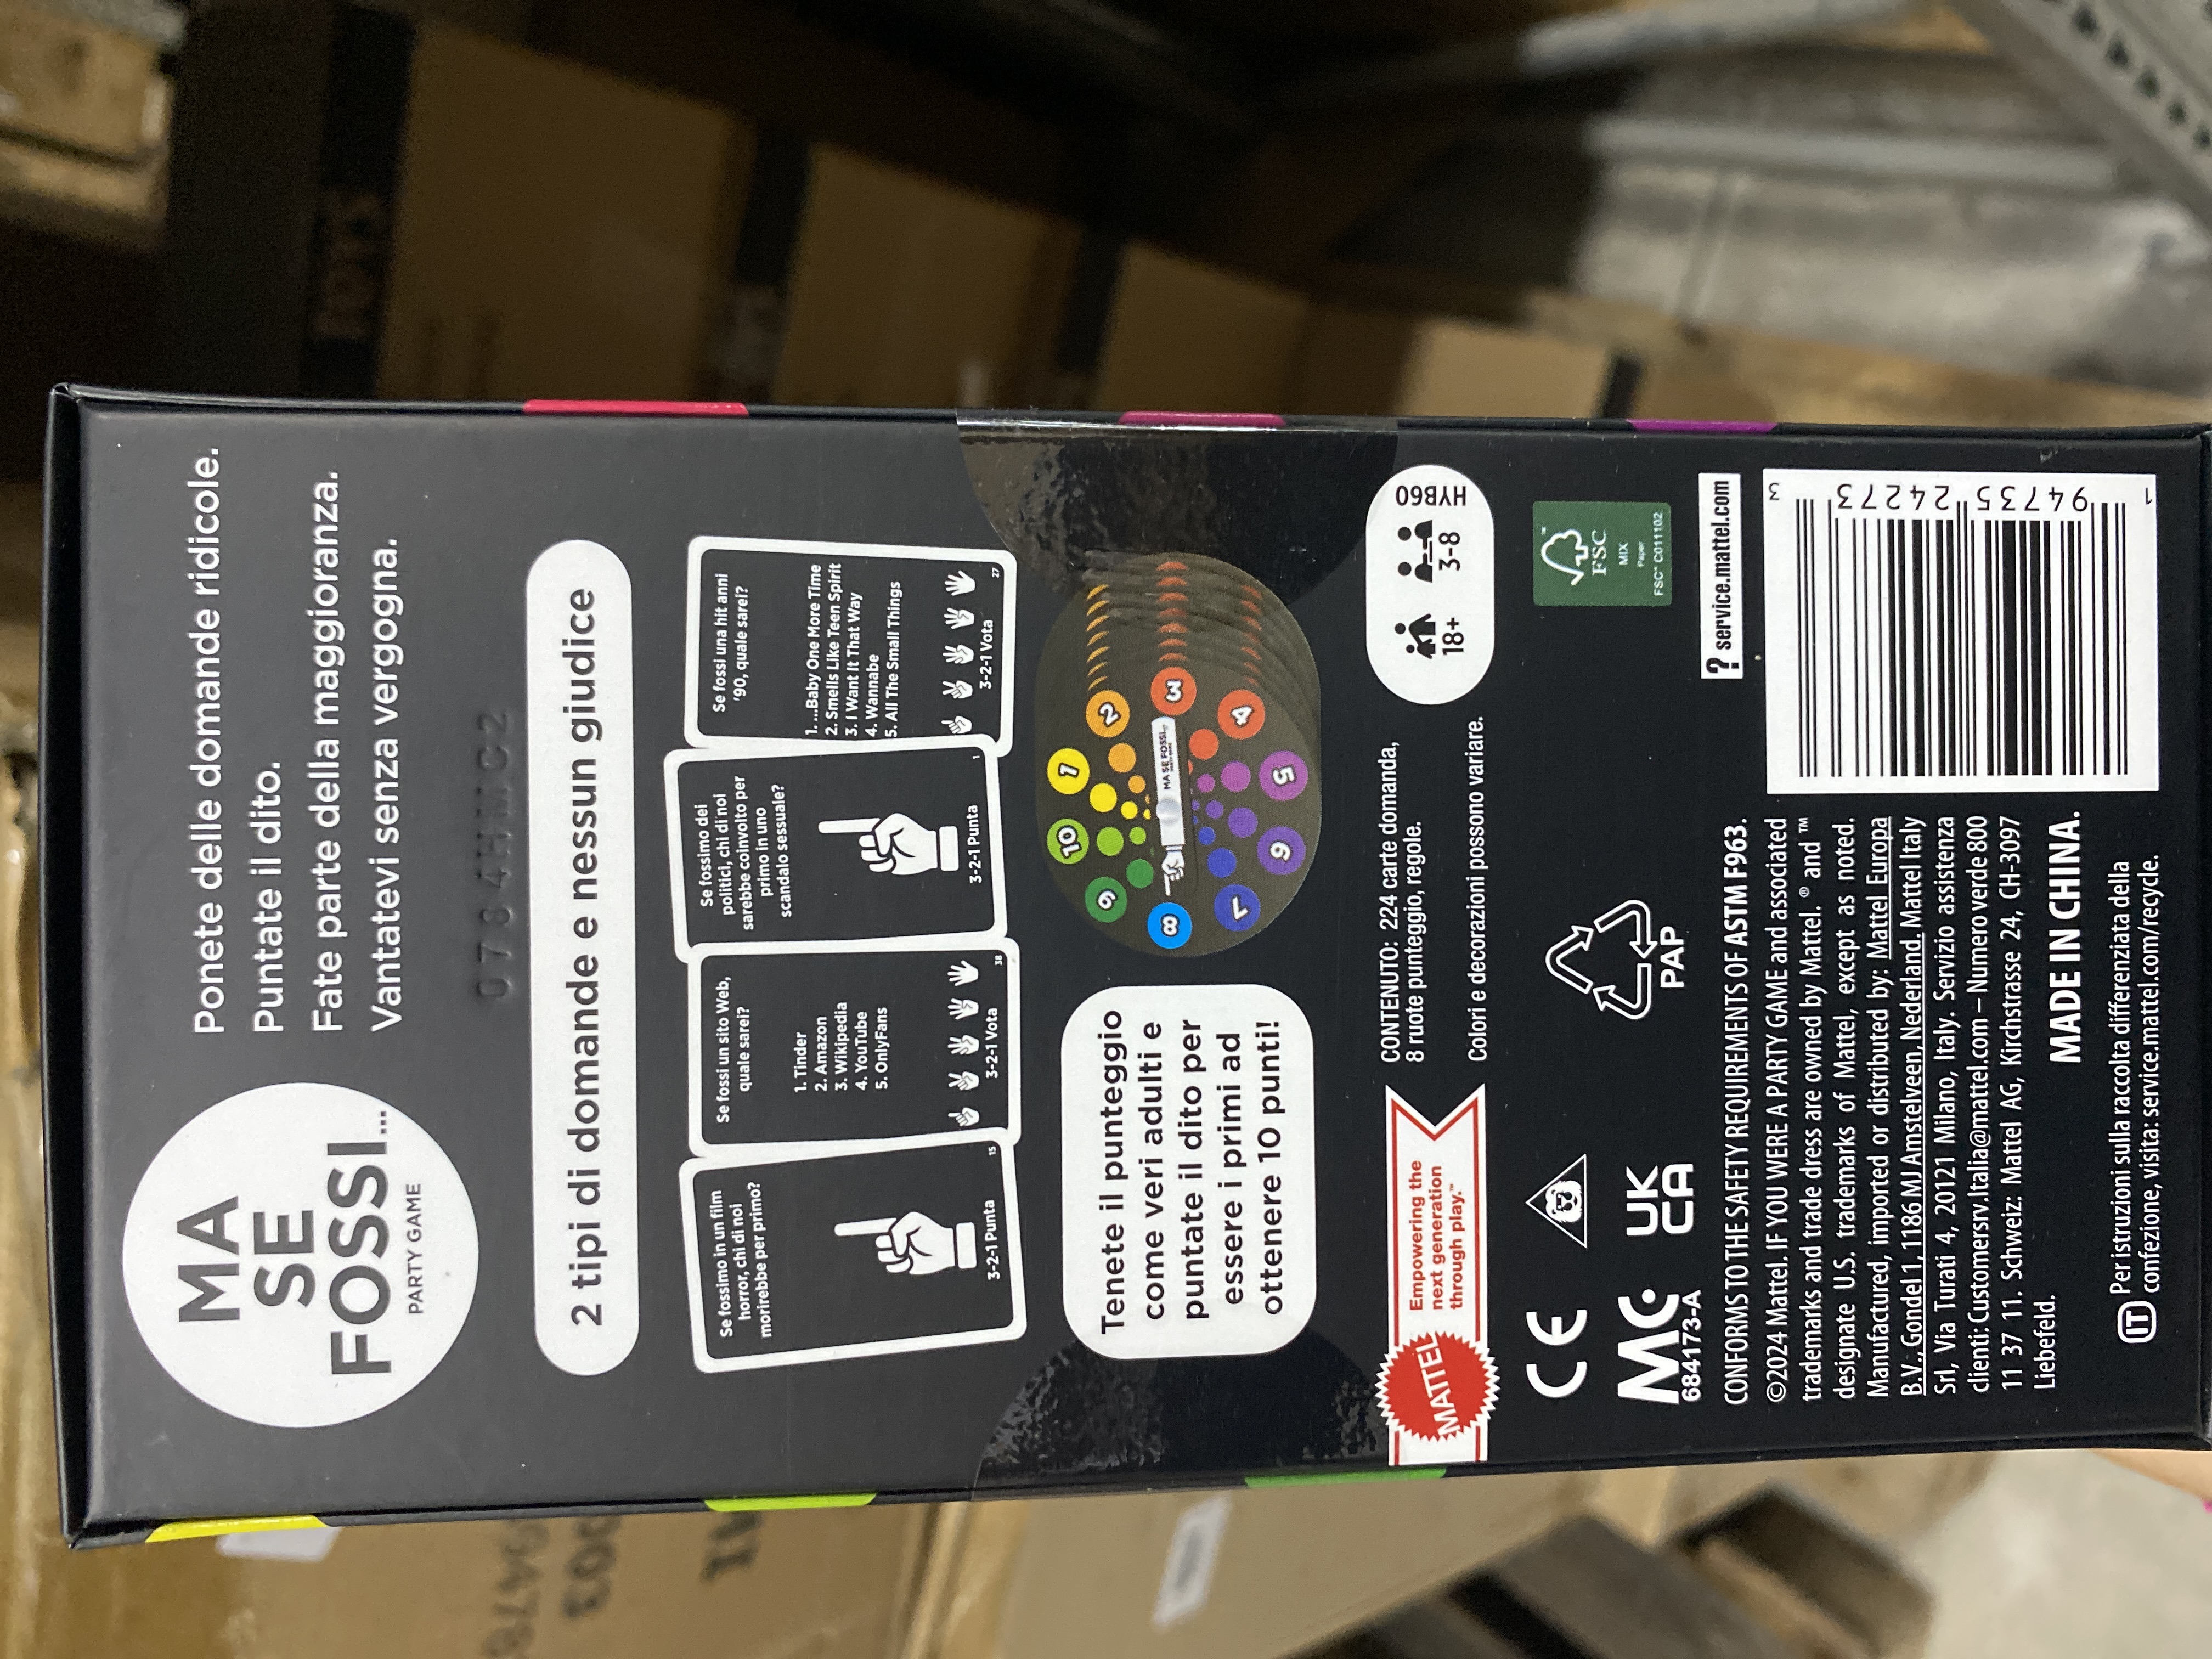 MA
SE
FOSSI...
PARTY GAME
Ponete delle domande ridicole.
Puntate il dito.
Fate parte della maggioranza.
Vantatevi senza vergogna.
0784HMC2
2 tipi di domande e nessun giudice
Se fossimo in un film
horror, chi di noi
morirebbe per primo?
3-2-1 Punta
15
Se fossi un sito Web,
quale sarei?
1. Tinder
2. Amazon
3. Wikipedia
4. YouTube
5. OnlyFans
3-2-1 Vota
38
Se fossimo dei
politici, chi di noi
sarebbe coinvolto per
primo in uno
scandalo sessuale?
3-2-1 Punta
1
Se fossi una hit anni
'90, quale sarei?
1. ...Baby One More Time
2. Smells Like Teen Spirit
3. I Want It That Way
4. Wannabe
5. All The Small Things
3-2-1 Vota
27
Tenete il punteggio
come veri adulti e
puntate il dito per
essere i primi ad
ottenere 10 punti!
1
2
3
4
5
6
7
8
9
10
MA SE FOSSI...
MATTEL
Empowering the
next generation
through play.™
CONTENUTO: 224 carte domanda,
8 ruote punteggio, regole.
Colori e decorazioni possono variare.
18+
3-8
HYB60
CE
MC
6841173-A
UK
CA
PAP
FSC™
MIX
Paper
FSC™ C011102
? service.mattel.com
CONFORMS TO THE SAFETY REQUIREMENTS OF ASTM F963.
©2024 Mattel. IF YOU WERE A PARTY GAME and associated
trademarks and trade dress are owned by Mattel. ® and ™
designate U.S. trademarks of Mattel, except as noted.
Manufactured, imported or distributed by: Mattel Europa
B.V., Gondel 1, 1186 MJ Amstelveen, Nederland. Mattel Italy
Srl, Via Turati 4, 20121 Milano, Italy. Servizio assistenza
clienti: Customersrv.Italia@mattel.com – Numero verde 800
11 37 11. Schweiz: Mattel AG, Kirchstrasse 24, CH-3097
Liebefeld.
MADE IN CHINA.
IT Per istruzioni sulla raccolta differenziata della
confezione, visita: service.mattel.com/recycle.
1 94735 24273 3